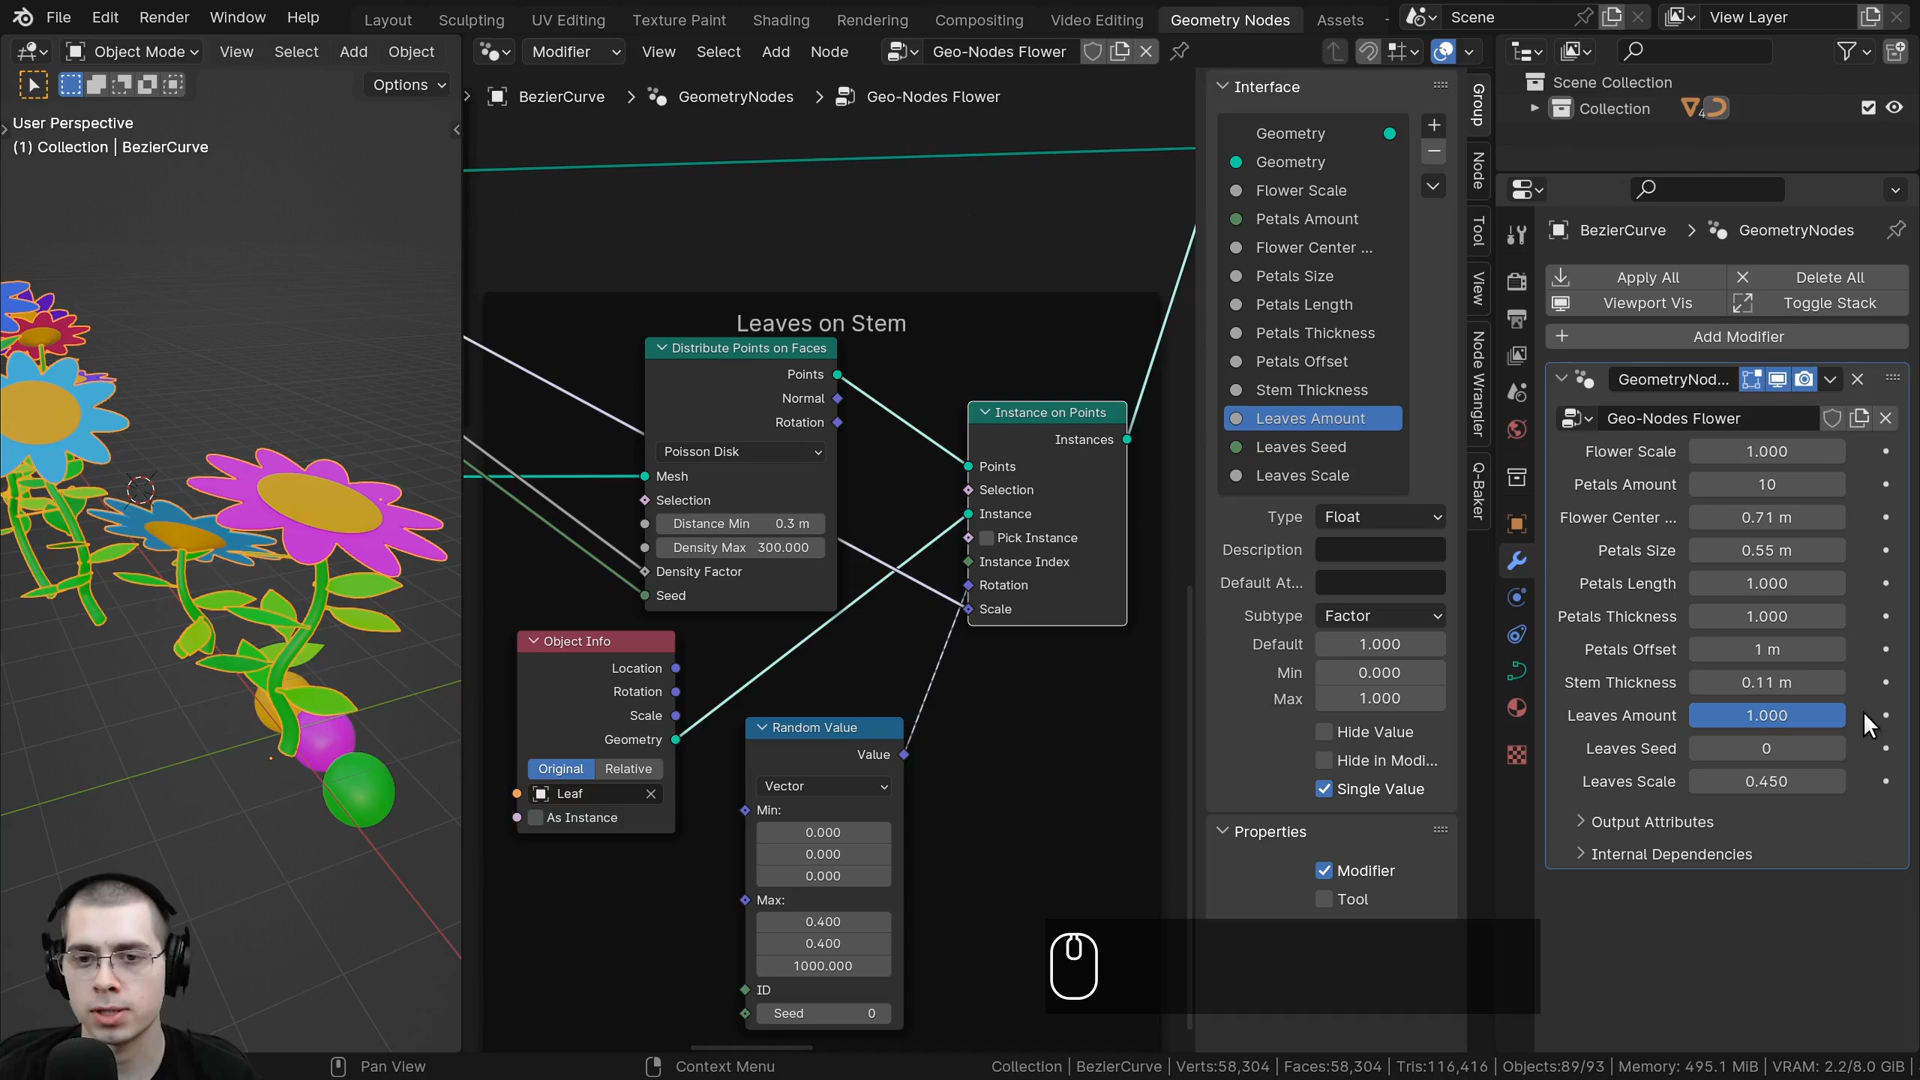 File Edit Render Window Help Layout Sculpting UV Editing Texture Paint Shading Rendering Compositing Video Editing Geometry Nodes Assets Scene View Layer
Object Mode View Select Add Object Modifier View Select Add Node Geo-Nodes Flower
Options
BezierCurve > GeometryNodes > Geo-Nodes Flower
User Perspective
(1) Collection | BezierCurve
Leaves on Stem
Distribute Points on Faces
Points
Normal
Rotation
Poisson Disk
Mesh
Selection
Distance Min 0.3 m
Density Max 300.000
Density Factor
Seed
Instance on Points
Instances
Points
Selection
Instance
Pick Instance
Instance Index
Rotation
Scale
Object Info
Location
Rotation
Scale
Geometry
Original Relative
Leaf
As Instance
Random Value
Value
Vector
Min:
0.000
0.000
0.000
Max:
0.400
0.400
1000.000
ID
Seed 0
Interface
Geometry
Geometry
Flower Scale
Petals Amount
Flower Center ...
Petals Size
Petals Length
Petals Thickness
Petals Offset
Stem Thickness
Leaves Amount
Leaves Seed
Leaves Scale
Type Float
Description
Default At...
Subtype Factor
Default 1.000
Min 0.000
Max 1.000
Hide Value
Hide in Modi...
Single Value
Properties
Modifier
Tool
Group
Node
Tool
View
Node Wrangler
Q-Baker
Scene Collection
Collection 4
BezierCurve > GeometryNodes
Apply All Delete All
Viewport Vis Toggle Stack
Add Modifier
GeometryNod...
Geo-Nodes Flower
Flower Scale 1.000
Petals Amount 10
Flower Center ... 0.71 m
Petals Size 0.55 m
Petals Length 1.000
Petals Thickness 1.000
Petals Offset 1 m
Stem Thickness 0.11 m
Leaves Amount 1.000
Leaves Seed 0
Leaves Scale 0.450
Output Attributes
Internal Dependencies
Pan View Context Menu Collection | BezierCurve | Verts:58,304 | Faces:58,304 | Tris:116,416 | Objects:89/93 | Memory: 495.1 MiB | VRAM: 2.2/8.0 GiB